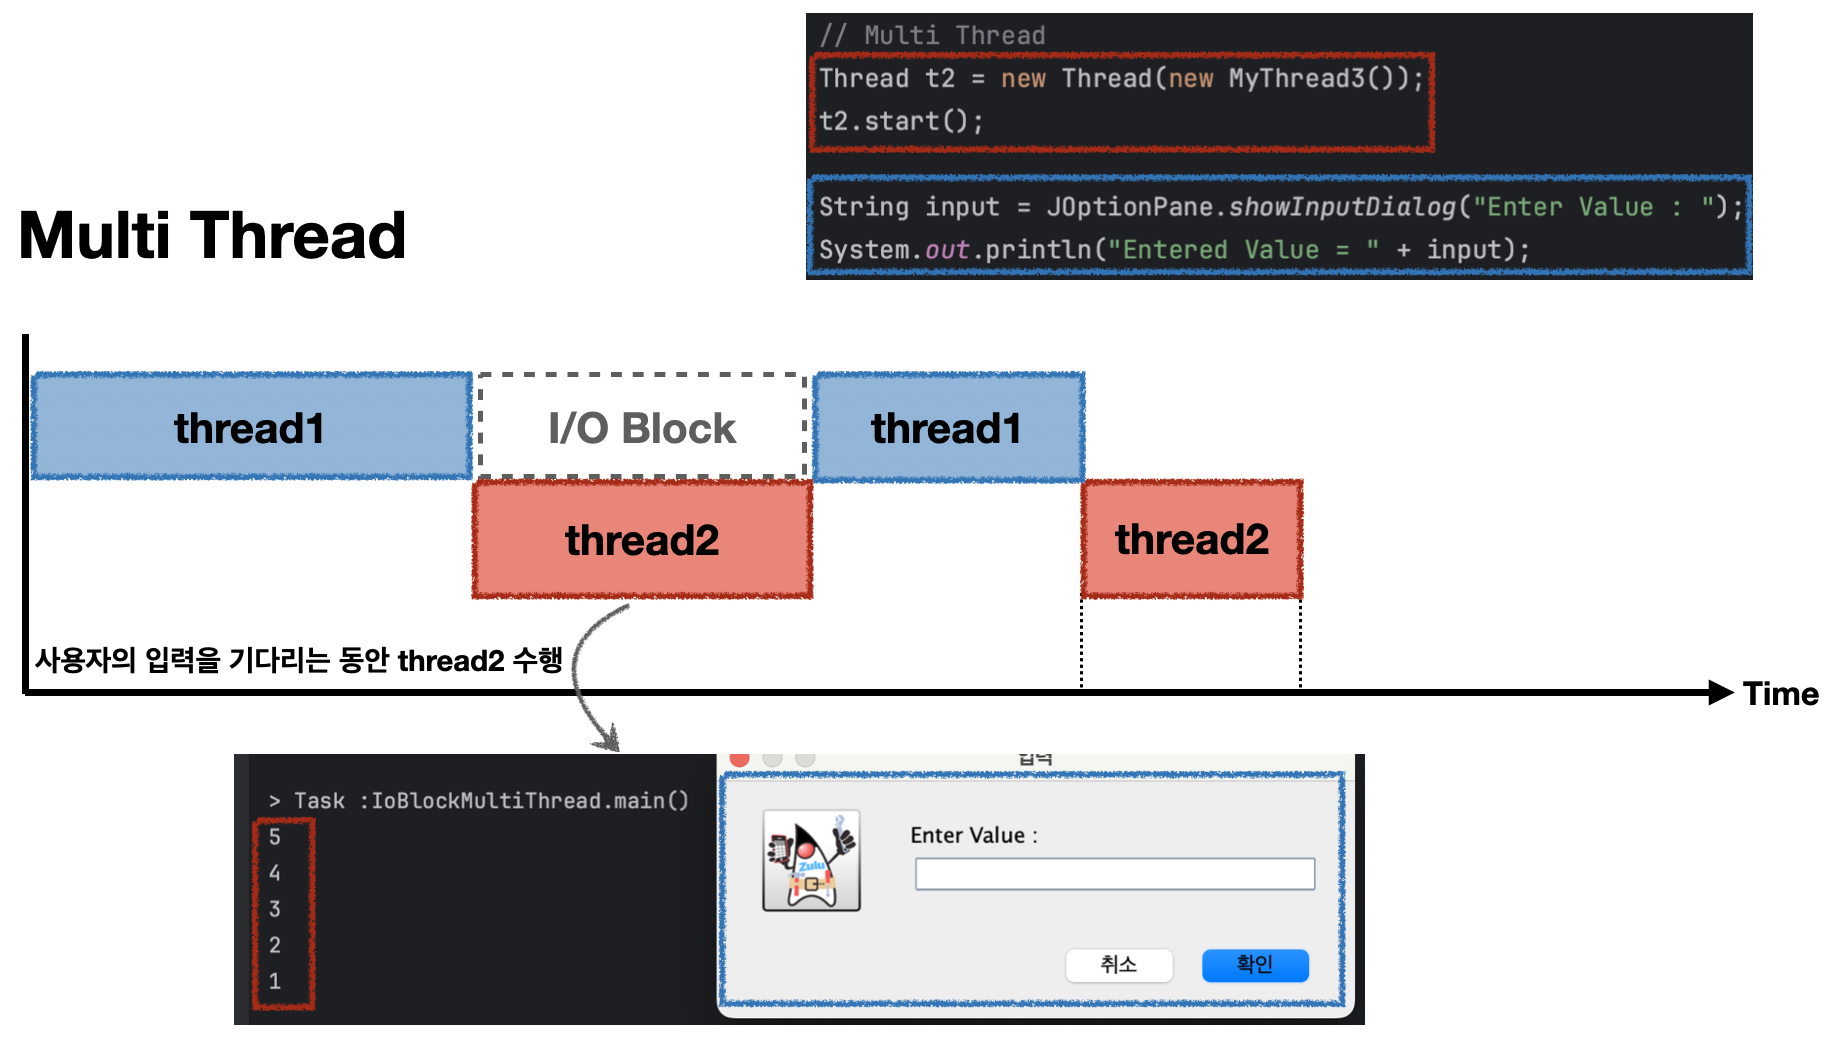 // Multi Thread
Thread t2 = new Thread(new MyThread3());
t2.start();
String input = JOptionPane.showInputDialog("Enter Value : ");
System.out.println("Entered Value = " + input);
Multi Thread
thread1
I/O Block
thread1
thread2
thread2
사용자의 입력을 기다리는 동안 thread2 수행
Time
> Task :IoBlockMultiThread.main()
5
4
3
2
1
입력
Zulu
Enter Value :
취소
확인